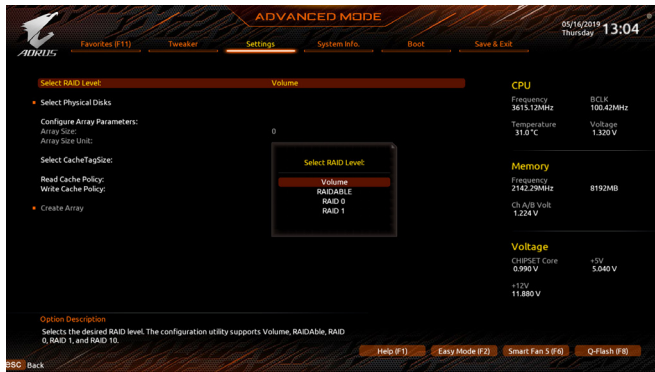 ADVANCED MODE
05/16/2019 Thursday 13:04
AORUS
Favorites (F11) Tweaker Settings System Info. Boot Save & Exit
Select RAID Level: Volume
Select Physical Disks
Configure Array Parameters:
Array Size: 0
Array Size Unit:
Select CacheTagSize:
Read Cache Policy:
Write Cache Policy:
Create Array
Select RAID Level:
Volume
RAIDABLE
RAID 0
RAID 1
CPU
Frequency BCLK
3615.12MHz 100.42MHz
Temperature Voltage
31.0 °C 1.320 V
Memory
Frequency
2142.29MHz 8192MB
Ch A/B Volt
1.224 V
Voltage
CHIPSET Core +5V
0.990 V 5.040 V
+12V
11.880 V
Option Description
Selects the desired RAID level. The configuration utility supports Volume, RAIDAble, RAID
0, RAID 1, and RAID 10.
Help (F1) Easy Mode (F2) Smart Fan 5 (F6) Q-Flash (F8)
esc Back